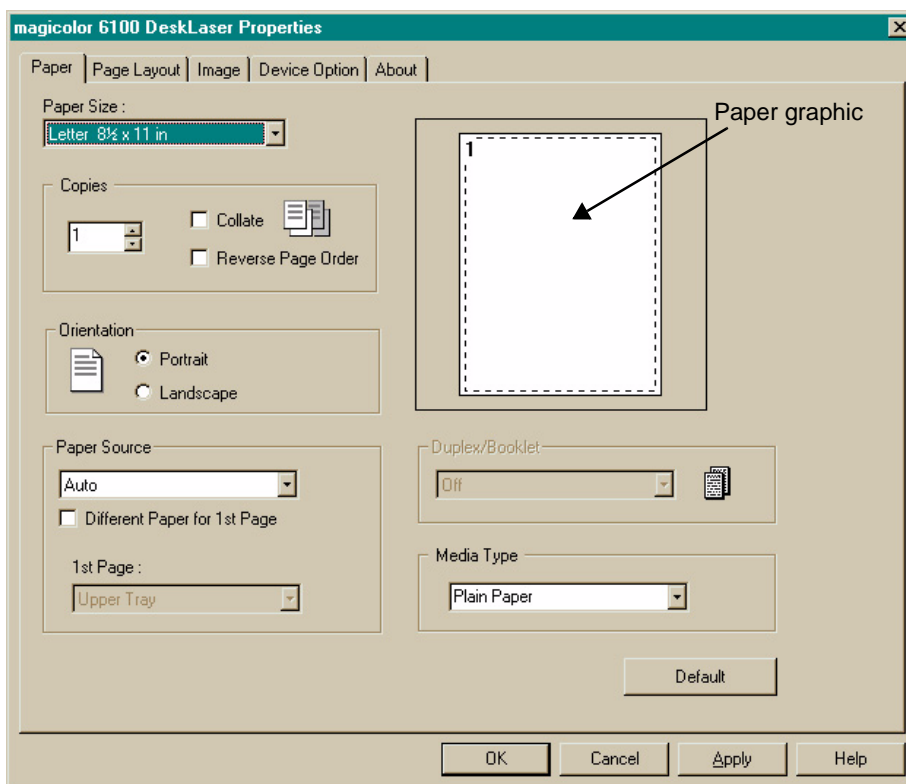 magicolor 6100 DeskLaser Properties
Paper Page Layout Image Device Option About
Paper Size :
Letter 8½ x 11 in
Copies
1
Collate
Reverse Page Order
Orientation
Portrait
Landscape
Paper Source
Auto
Different Paper for 1st Page
1st Page :
Upper Tray
Paper graphic
1
Duplex/Booklet
Off
Media Type
Plain Paper
Default
OK Cancel Apply Help